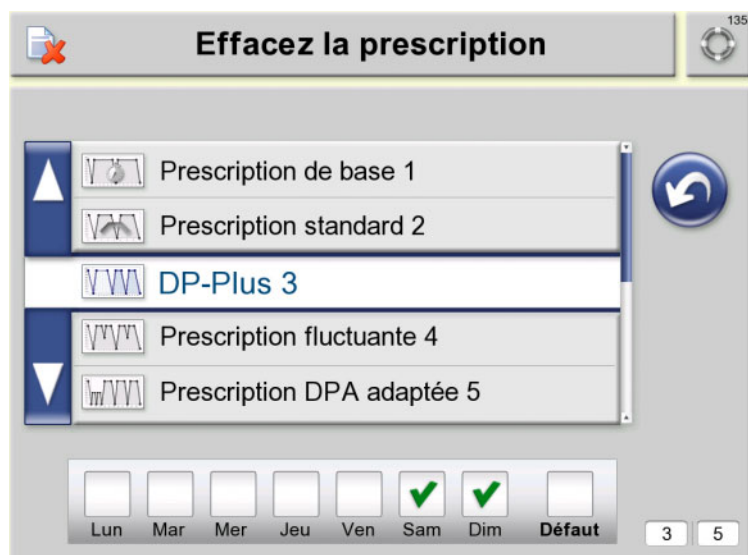 Effacez la prescription
135
Prescription de base 1
Prescription standard 2
DP-Plus 3
Prescription fluctuante 4
Prescription DPA adaptée 5
Lun Mar Mer Jeu Ven Sam Dim Défaut
3 5